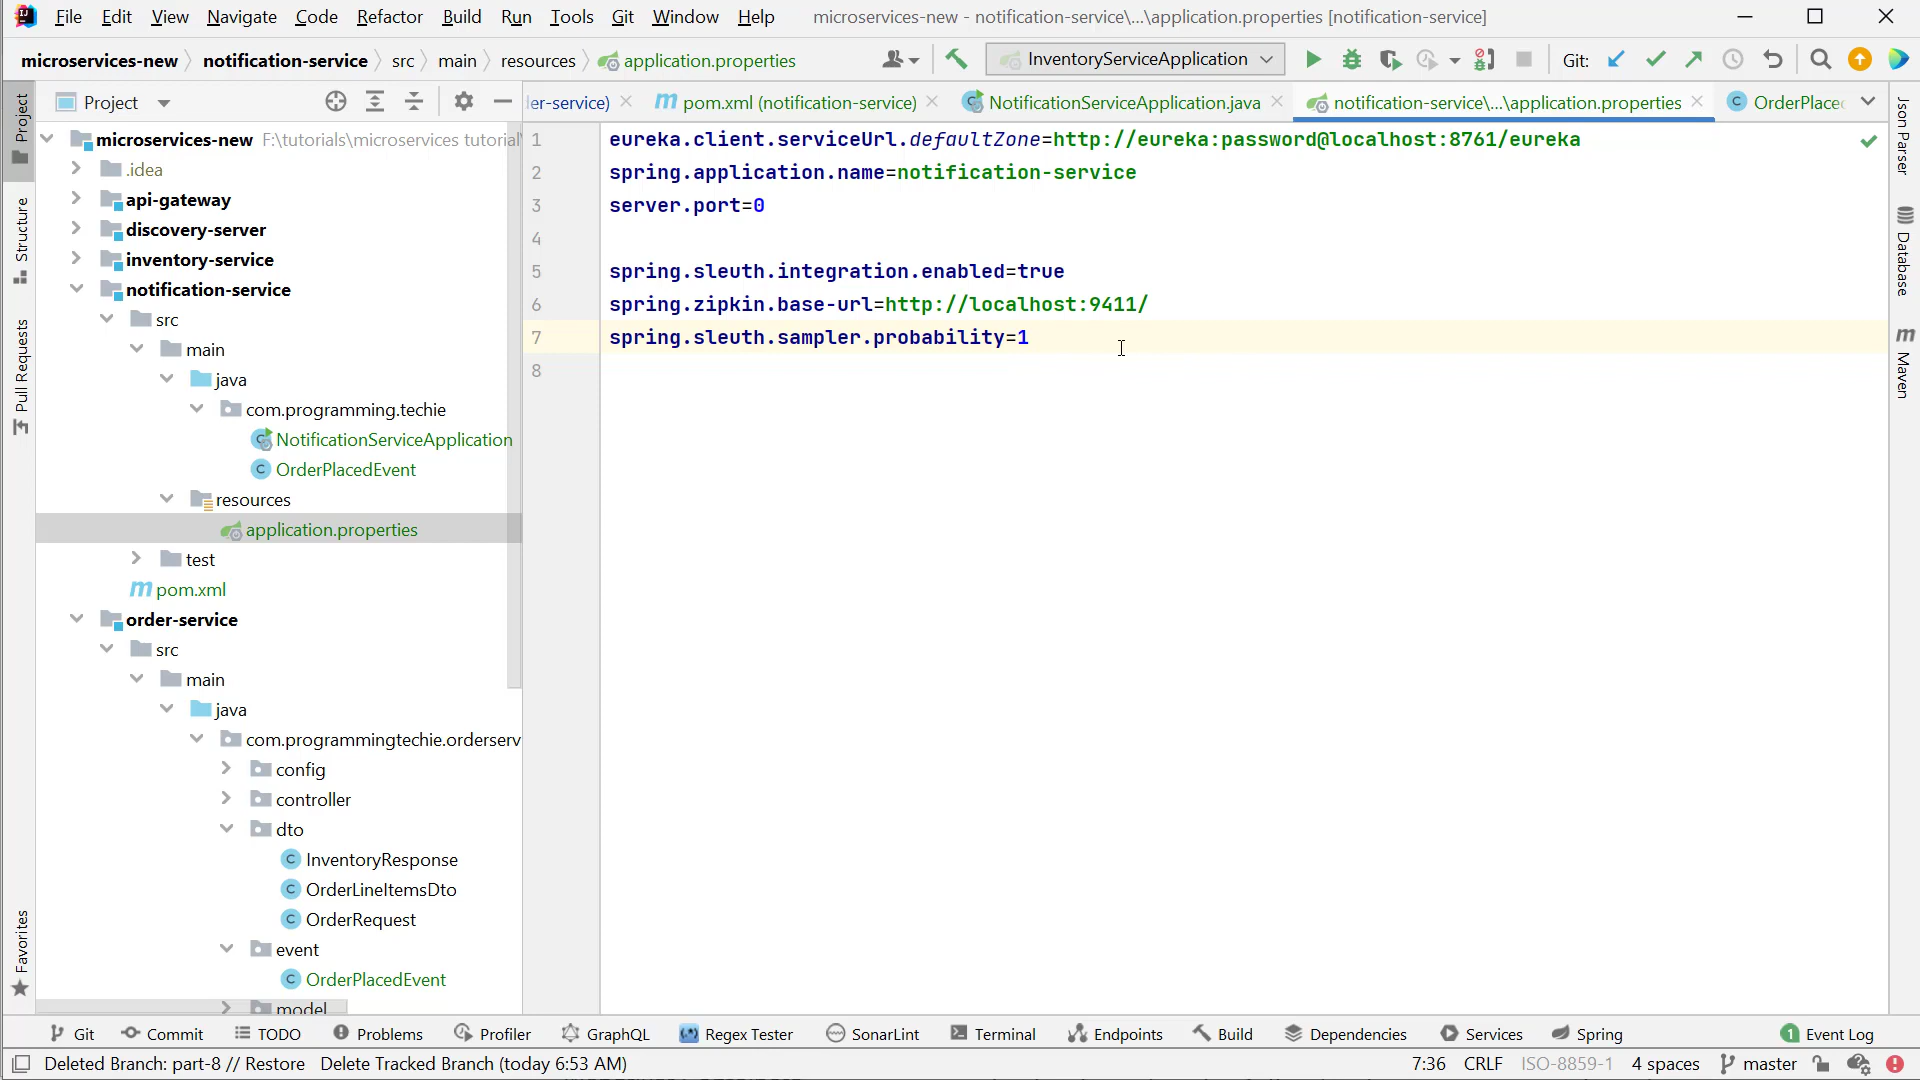 File Edit View Navigate Code Refactor Build Run Tools Git Window Help microservices-new - notification-service\...\application.properties [notification-service]
microservices-new notification-service src main resources application.properties InventoryServiceApplication Git:
Project er-service) pom.xml (notification-service) NotificationServiceApplication.java notification-service\...\application.properties OrderPlace
Project
Structure
Pull Requests
Favorites
microservices-new F:\tutorials\microservices tutorial
.idea
api-gateway
discovery-server
inventory-service
notification-service
src
main
java
com.programming.techie
NotificationServiceApplication
OrderPlacedEvent
resources
application.properties
test
pom.xml
order-service
src
main
java
com.programmingtechie.orderserv
config
controller
dto
InventoryResponse
OrderLineItemsDto
OrderRequest
event
OrderPlacedEvent
model
1 eureka.client.serviceUrl.defaultZone=http://eureka:password@localhost:8761/eureka
2 spring.application.name=notification-service
3 server.port=0
4
5 spring.sleuth.integration.enabled=true
6 spring.zipkin.base-url=http://localhost:9411/
7 spring.sleuth.sampler.probability=1
8
Json Parser
Database
Maven
Git Commit TODO Problems Profiler GraphQL Regex Tester SonarLint Terminal Endpoints Build Dependencies Services Spring 1 Event Log
Deleted Branch: part-8 // Restore Delete Tracked Branch (today 6:53 AM) 7:36 CRLF ISO-8859-1 4 spaces master